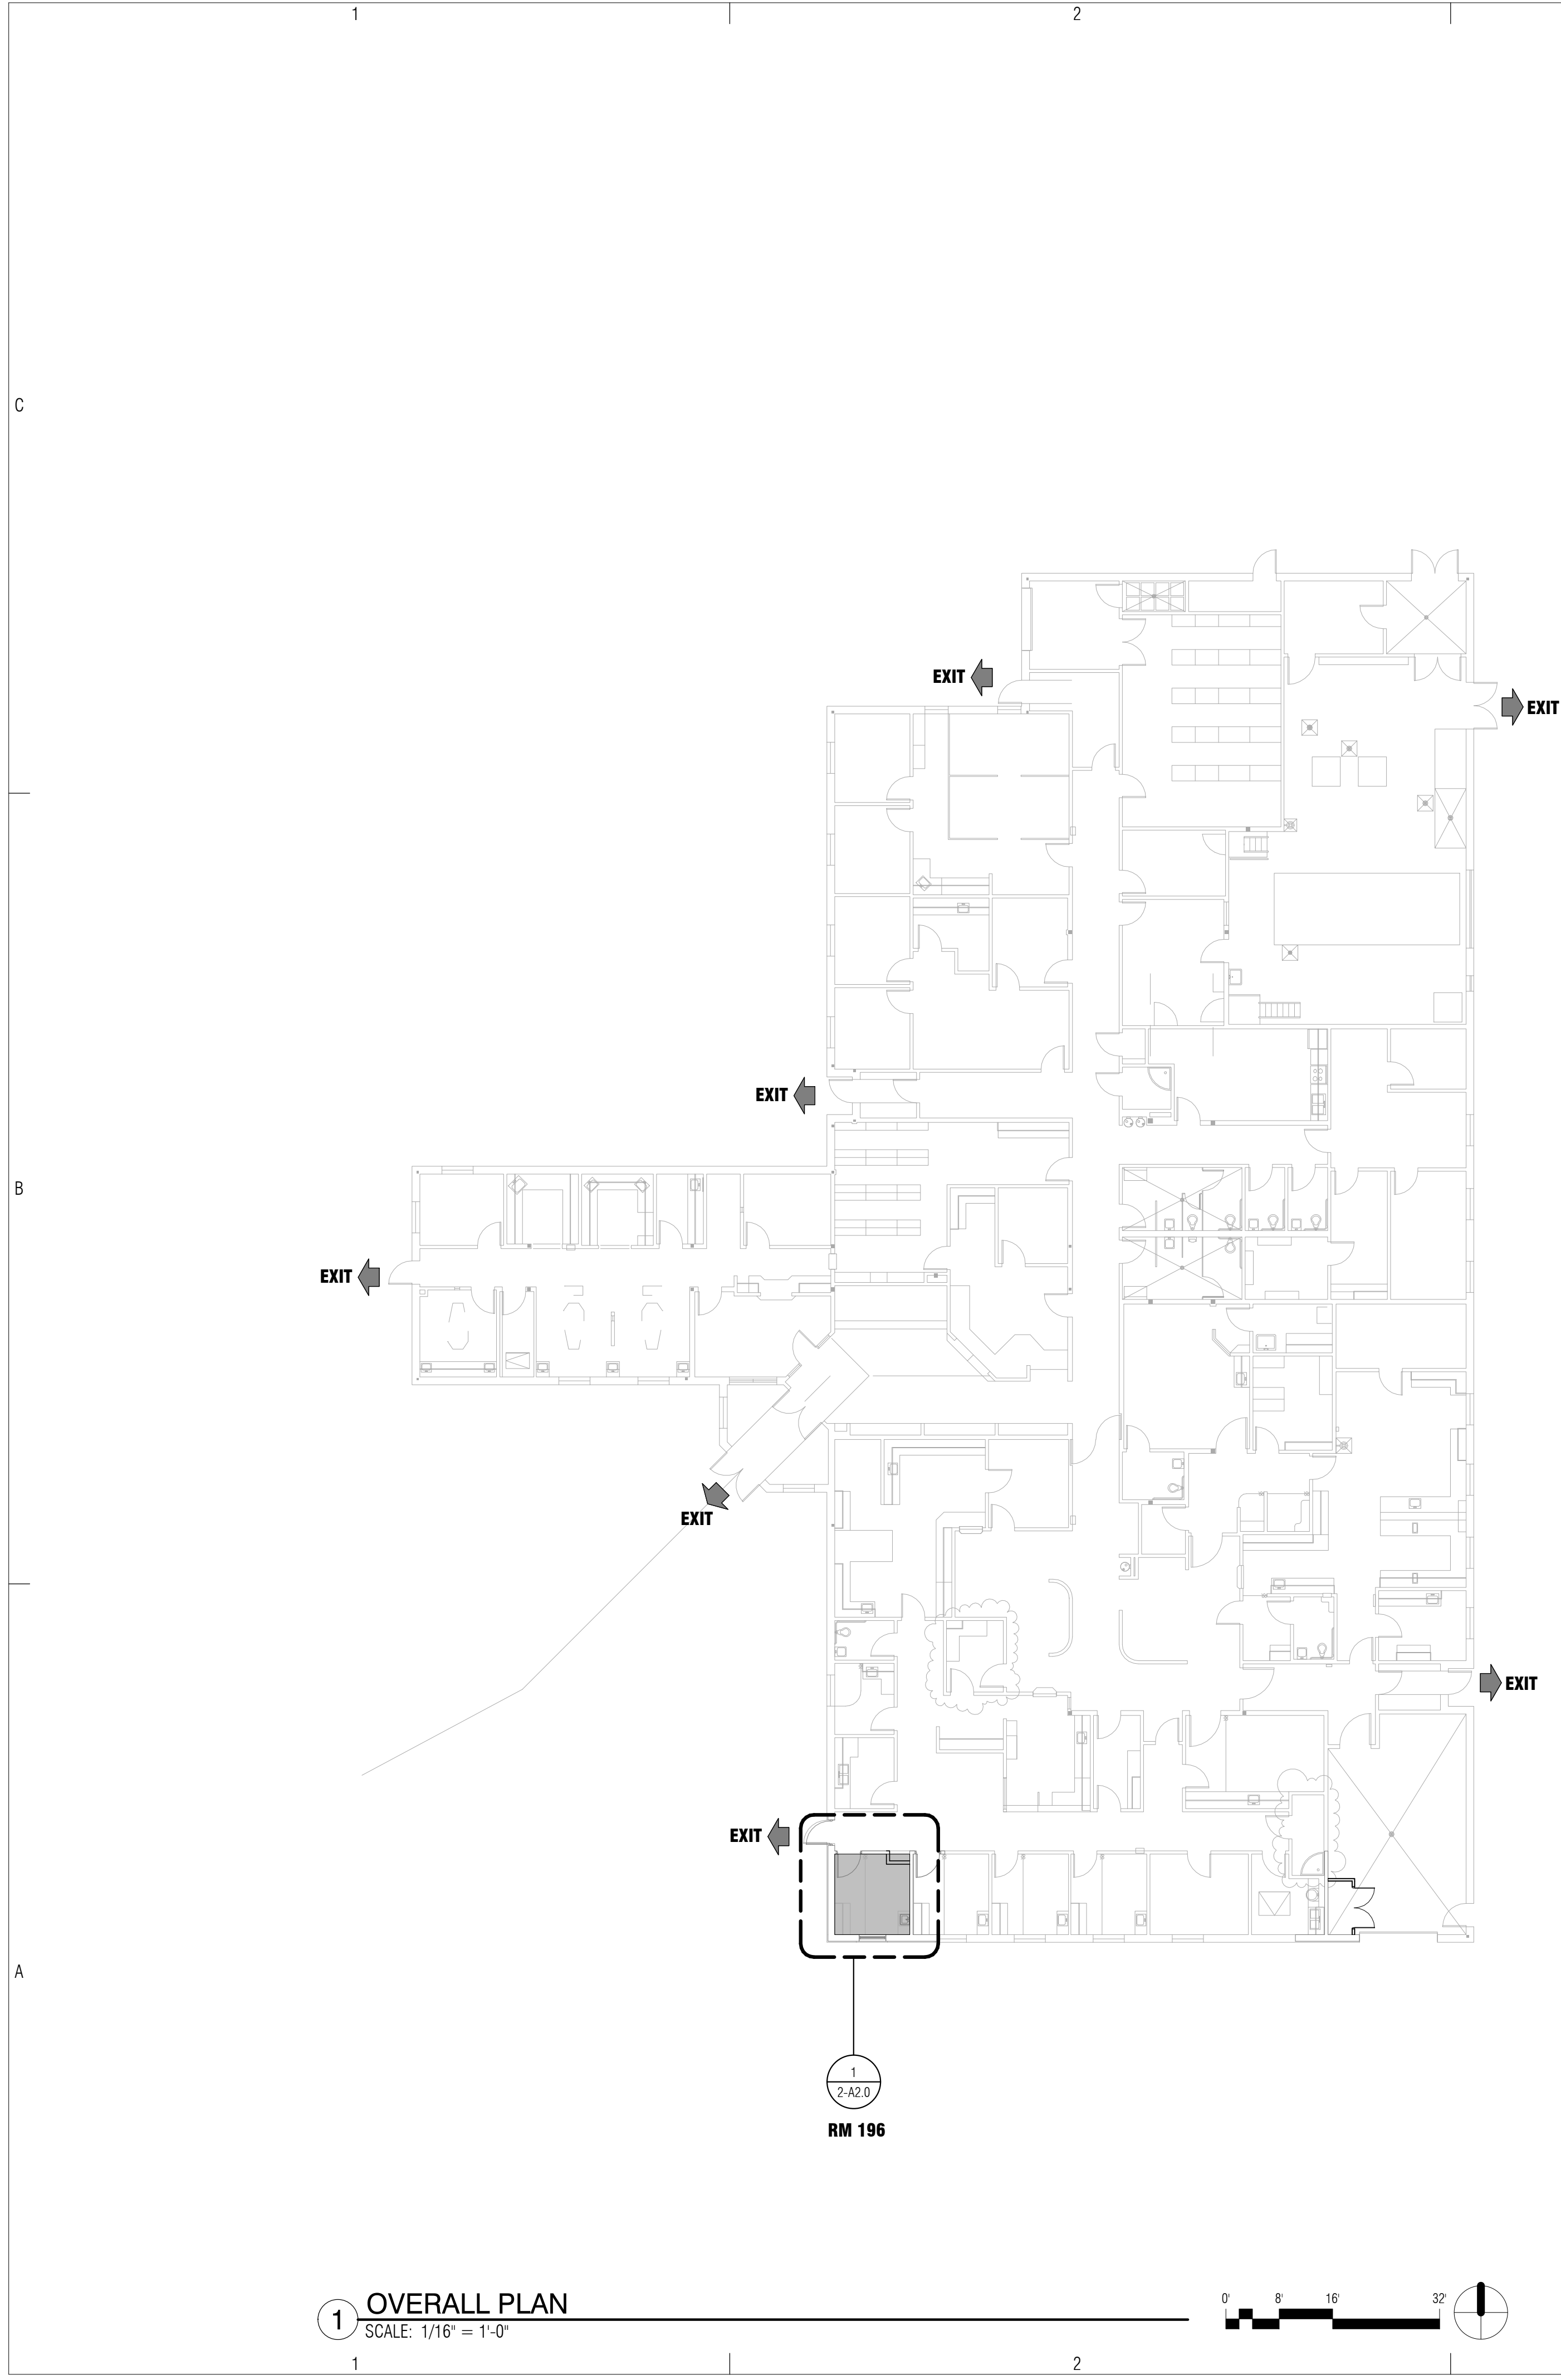 1 2
C
EXIT
EXIT
EXIT
B
EXIT
EXIT
EXIT
EXIT
A
1
2-A2.0
RM 196
1 OVERALL PLAN
SCALE: 1/16" = 1'-0"
0' 8' 16' 32'
1 2